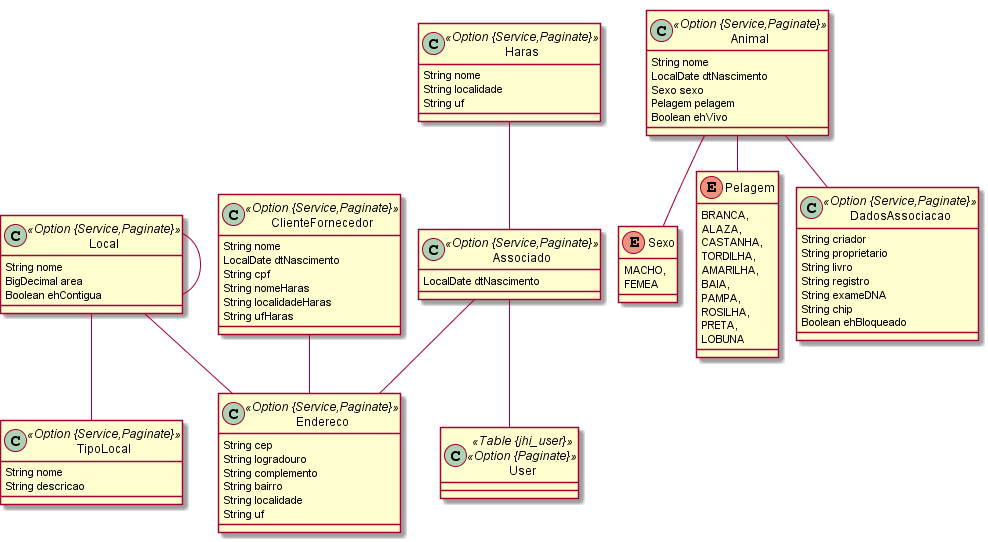 C
«Option {Service,Paginate}»
Haras
String nome
String localidade
String uf
C
«Option {Service,Paginate}»
Animal
String nome
LocalDate dtNascimento
Sexo sexo
Pelagem pelagem
Boolean ehVivo
C
«Option {Service,Paginate}»
Local
String nome
BigDecimal area
Boolean ehContigua
C
«Option {Service,Paginate}»
ClienteFornecedor
String nome
LocalDate dtNascimento
String cpf
String nomeHaras
String localidadeHaras
String ufHaras
C
«Option {Service,Paginate}»
Associado
LocalDate dtNascimento
E Sexo
MACHO,
FEMEA
E Pelagem
BRANCA,
ALAZA,
CASTANHA,
TORDILHA,
AMARILHA,
BAIA,
PAMPA,
ROSILHA,
PRETA,
LOBUNA
C
«Option {Service,Paginate}»
DadosAssociacao
String criador
String proprietario
String livro
String registro
String exameDNA
String chip
Boolean ehBloqueado
C
«Option {Service,Paginate}»
TipoLocal
String nome
String descricao
C
«Option {Service,Paginate}»
Endereco
String cep
String logradouro
String complemento
String bairro
String localidade
String uf
C
«Table {jhi_user}»
«Option {Paginate}»
User